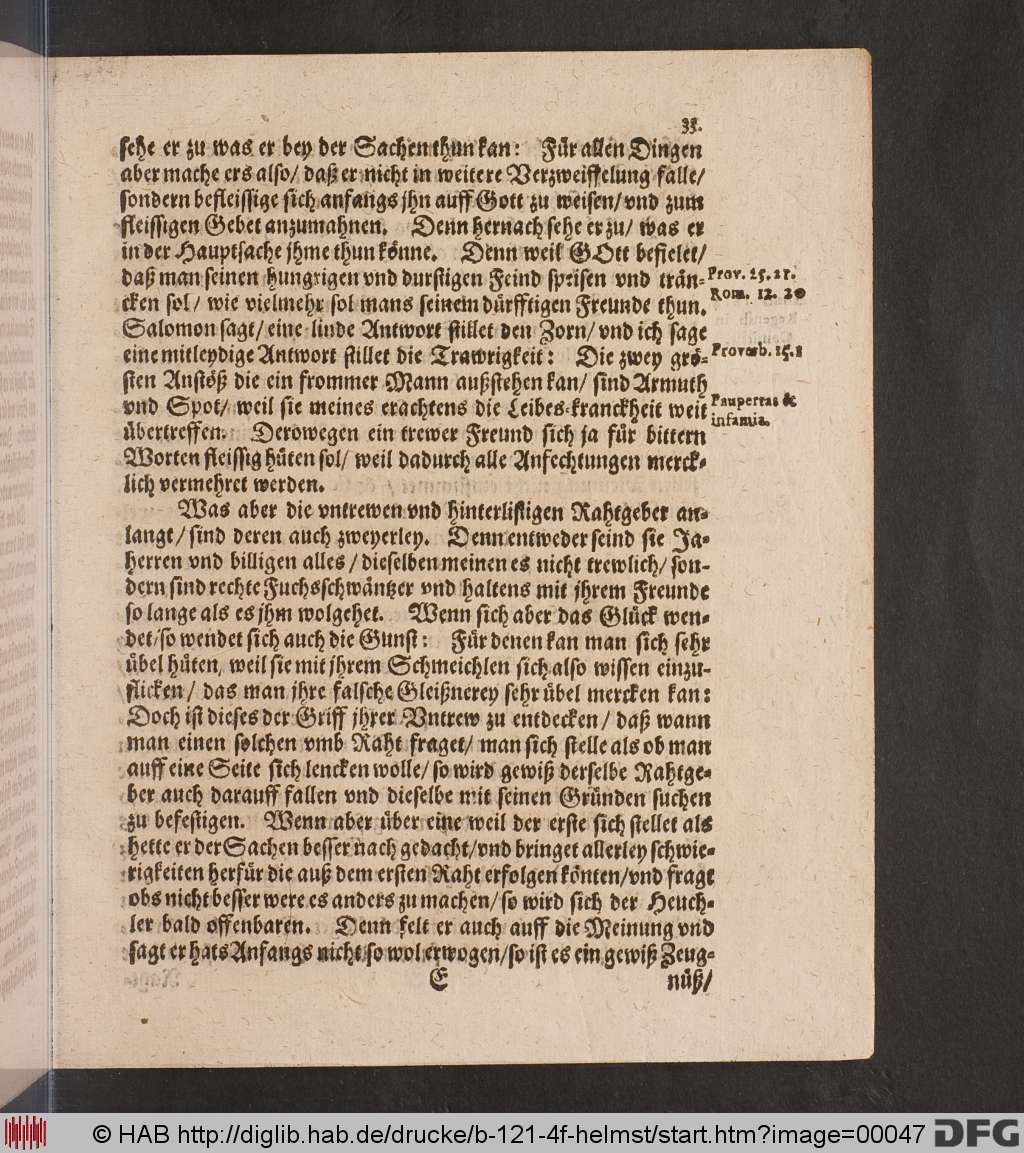 33.
sehe er zu was er bey der Sachen thun kan: Für allen Dingen
aber mache ers also/ daß er nicht in weitere Verzweiffelung falle/
sondern befleissige sich anfangs jhn auff Gott zu weisen/ vnd zum
fleissigen Gebet anzumahnen. Denn hernach sehe er zu/ was er
in der Hauptsache jhme thun könne. Denn weil GOtt befielet/
daß man seinen hungrigen vnd durstigen Feind speisen vnd trän-
Prov. 25. 21.
Rom. 12. 20
cken sol/ wie vielmehr sol mans seinem dürfftigen Freunde thun.
Salomon sagt/ eine linde Antwort stillet den Zorn/ vnd ich sage
eine mitleydige Antwort stillet die Trawrigkeit: Die zwey grö-
Proverb. 15. 1
sten Anstöß die ein frommer Mann außstehen kan/ sind Armuth
vnd Spot/ weil sie meines erachtens die Leibes-kranckheit weit
Paupertas &
infamia.
übertreffen. Derowegen ein trewer Freund sich ja für bittern
Worten fleissig hüten sol/ weil dadurch alle Anfechtungen merck-
lich vermehret werden.
Was aber die vntrewen vnd hinterlistigen Rahtgeber an-
langt/ sind deren auch zweyerley. Denn entweder seind sie Ja-
herren vnd billigen alles/ dieselben meinen es nicht trewlich/ son-
dern sind rechte Fuchsschwäntzer vnd haltens mit jhrem Freunde
so lange als es jhm wolgehet. Wenn sich aber das Glück wen-
det/ so wendet sich auch die Gunst: Für denen kan man sich sehr
übel hüten, weil sie mit jhrem Schmeichlen sich also wissen einzu-
flicken/ das man jhre falsche Gleißnerey sehr übel mercken kan:
Doch ist dieses der Griff jhrer Vntrew zu entdecken/ daß wann
man einen solchen vmb Raht fraget/ man sich stelle als ob man
auff eine Seite sich lencken wolle/ so wird gewiß derselbe Rahtge-
ber auch darauff fallen vnd dieselbe mit seinen Gründen suchen
zu befestigen. Wenn aber über eine weil der erste sich stellet als
hette er der Sachen besser nach gedacht/ vnd bringet allerley schwie-
rigkeiten herfür die auß dem ersten Raht erfolgen könten/ vnd fragt
obs nicht besser were es anders zu machen/ so wird sich der Heuch-
ler bald offenbaren. Denn felt er auch auff die Meinung vnd
sagt er hats Anfangs nicht so wol erwogen/ so ist es ein gewiß Zeug-
E nüß/
© HAB http://diglib.hab.de/drucke/b-121-4f-helmst/start.htm?image=00047 DFG